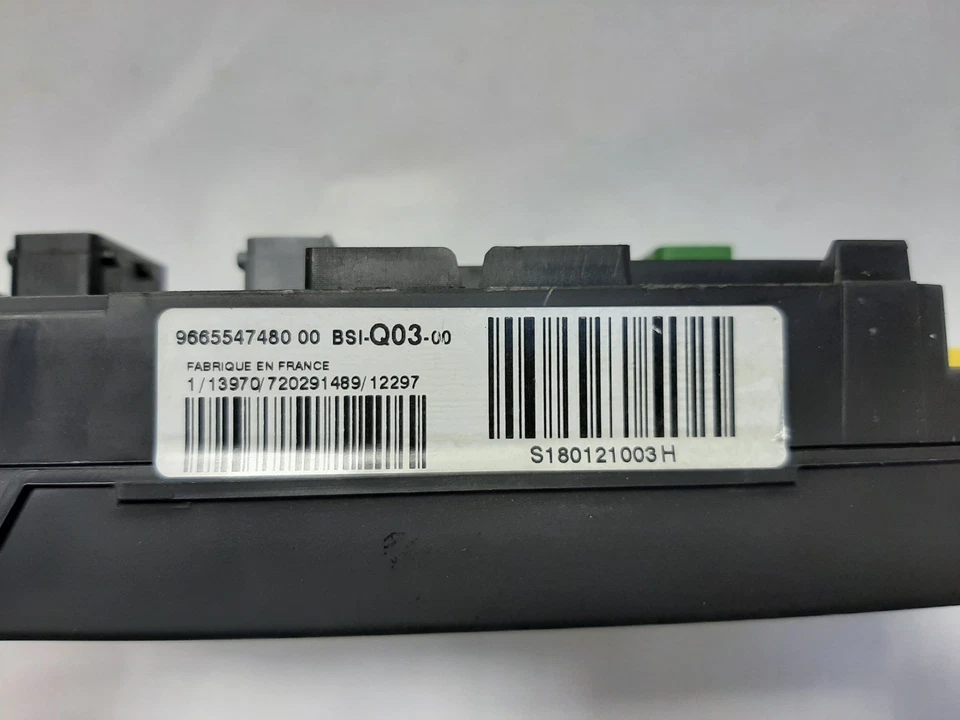 9665547480 00 BSI-Q03-00
FABRIQUE EN FRANCE
1/13970/720291489/12297
S180121003H